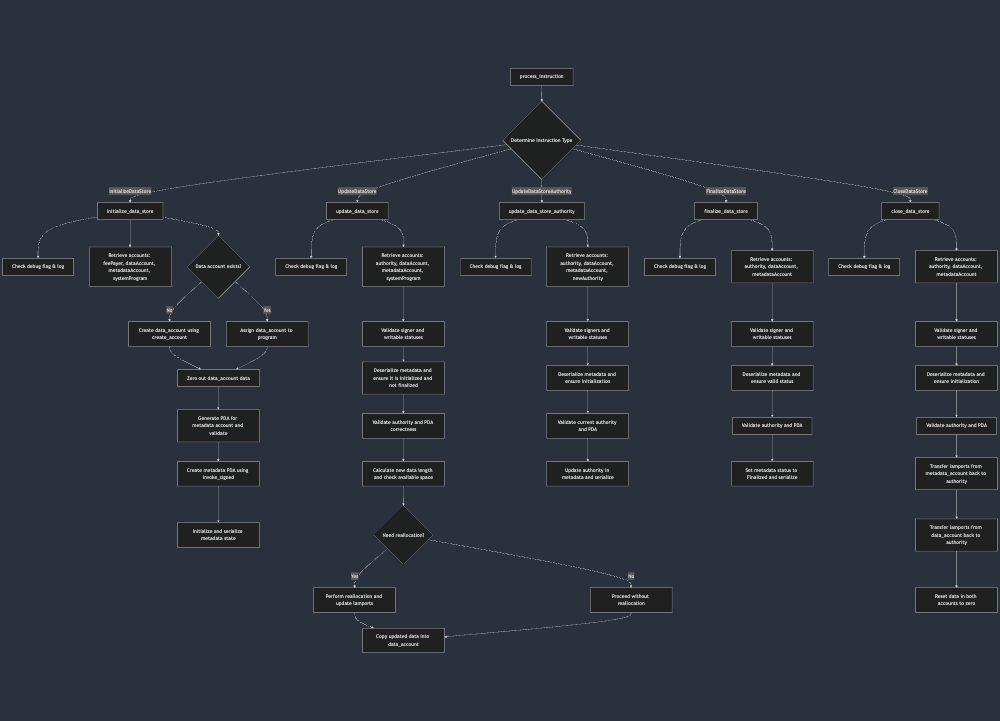 process_instruction
Determine Instruction Type
InitializeDataStore
UpdateDataStore
UpdateDataStoreAuthority
FinalizeDataStore
CloseDataStore
initialize_data_store
update_data_store
update_data_store_authority
finalize_data_store
close_data_store
Check debug flag & log
Retrieve accounts:
feePayer, dataAccount,
metadataAccount,
systemProgram
Data account exists?
Check debug flag & log
Retrieve accounts:
authority, dataAccount,
metadataAccount,
systemProgram
Check debug flag & log
Retrieve accounts:
authority, dataAccount,
metadataAccount,
newAuthority
Check debug flag & log
Retrieve accounts:
authority, dataAccount,
metadataAccount
Check debug flag & log
Retrieve accounts:
authority, dataAccount,
metadataAccount
No
Yes
Create data_account using
create_account
Assign data_account to
program
Validate signer and
writable statuses
Validate signers and
writable statuses
Validate signer and
writable statuses
Validate signer and
writable statuses
Zero out data_account data
Deserialize metadata and
ensure it is initialized and
not finalized
Deserialize metadata and
ensure initialization
Deserialize metadata and
ensure valid status
Deserialize metadata and
ensure initialization
Generate PDA for
metadata account and
validate
Validate authority and PDA
correctness
Validate current authority
and PDA
Validate authority and PDA
Validate authority and PDA
Create metadata PDA using
invoke_signed
Calculate new data length
and check available space
Update authority in
metadata and serialize
Set metadata status to
Finalized and serialize
Transfer lamports from
metadata_account back to
authority
Initialize and serialize
metadata state
Need reallocation?
Transfer lamports from
data_account back to
authority
Yes
No
Perform reallocation and
update lamports
Proceed without
reallocation
Reset data in both
accounts to zero
Copy updated data into
data_account